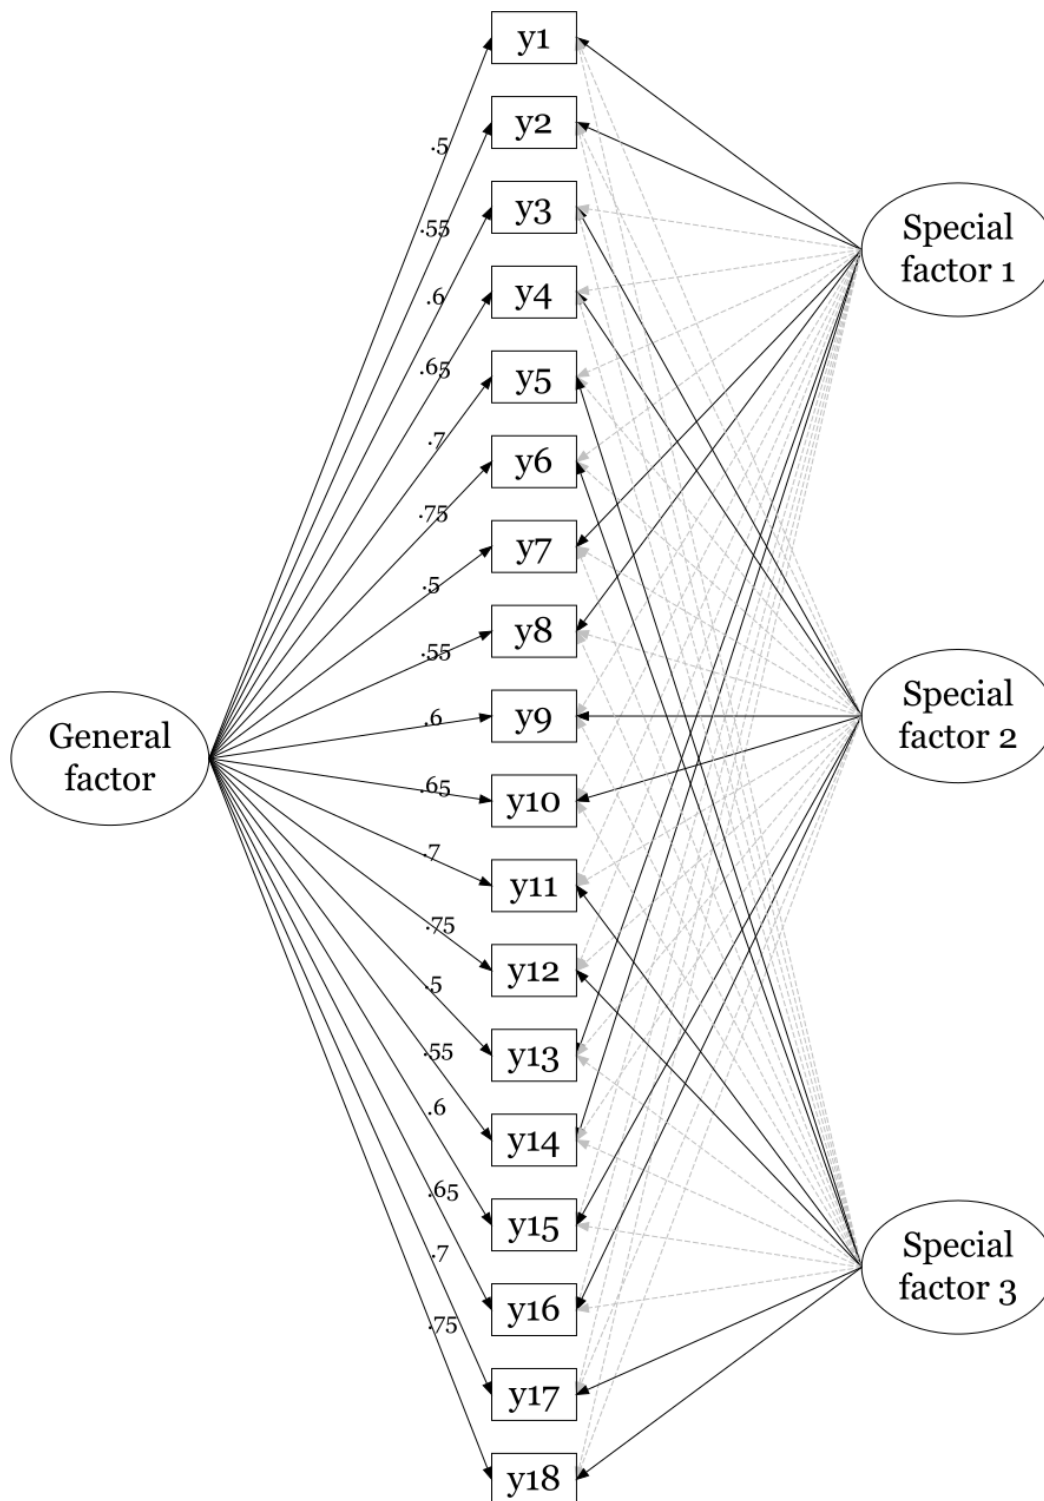 y1
y2
y3
y4
y5
y6
y7
y8
y9
y10
y11
y12
y13
y14
y15
y16
y17
y18
.5
.55
.6
.65
.7
.75
.5
.55
.6
.65
.7
.75
.5
.55
.6
.65
.7
.75
General
factor
Special
factor 1
Special
factor 2
Special
factor 3